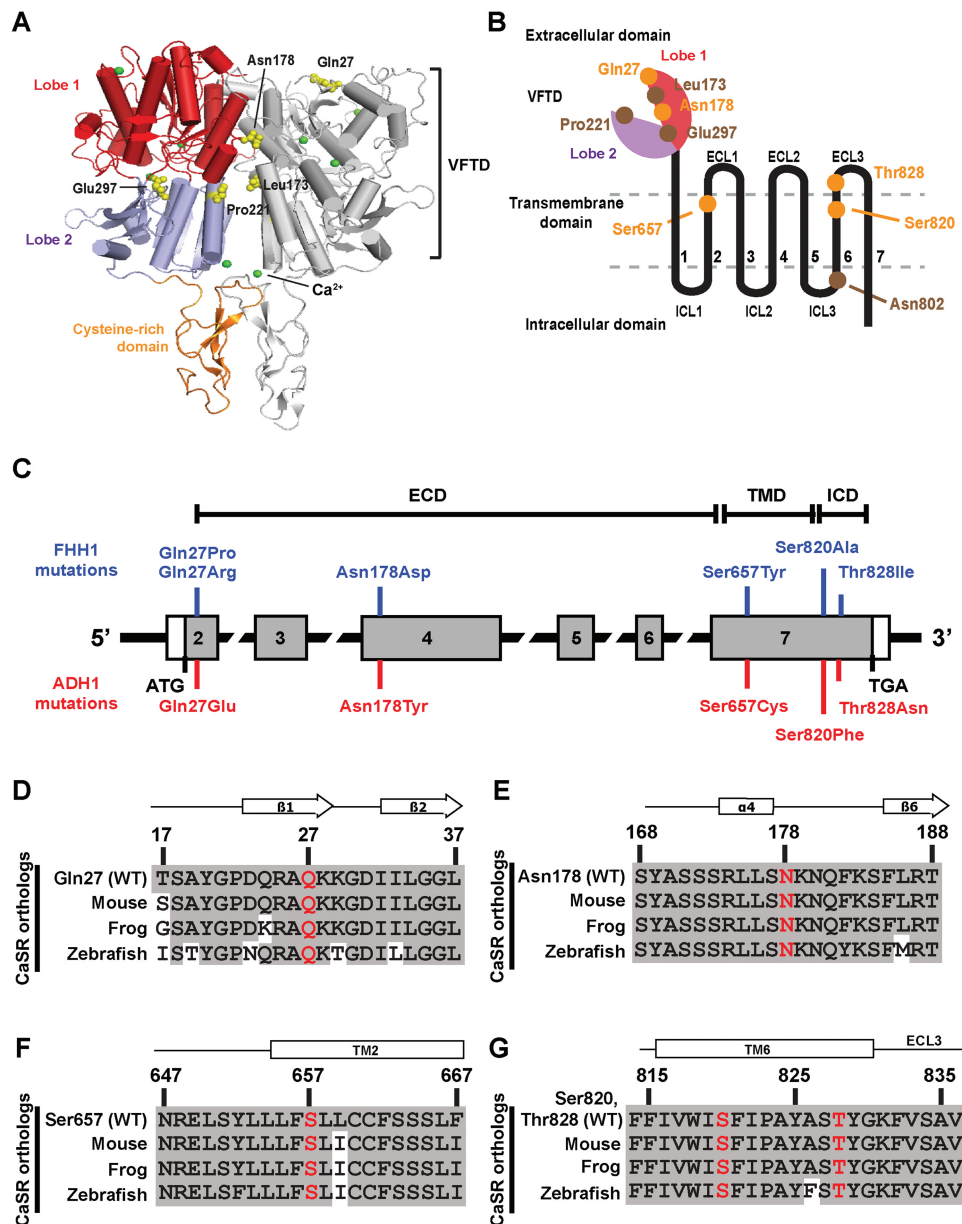 A
Lobe 1
Asn178
Gln27
VFTD
Glu297
Leu173
Pro221
Lobe 2
Ca2+
Cysteine-rich
domain
B
Extracellular domain
Lobe 1
Gln27
Leu173
VFTD
Asn178
Pro221
Glu297
Lobe 2
ECL1
ECL2
ECL3
Thr828
Transmembrane
domain
Ser657
Ser820
1 2 3 4 5 6 7
Asn802
ICL1
ICL2
ICL3
Intracellular domain
C
ECD
TMD
ICD
FHH1
mutations
Gln27Pro
Gln27Arg
Asn178Asp
Ser657Tyr
Ser820Ala
Thr828Ile
5’ 2 3 4 5 6 7 3’
ATG
TGA
ADH1
mutations
Gln27Glu
Asn178Tyr
Ser657Cys
Thr828Asn
Ser820Phe
D
ß1
ß2
17 27 37
CaSR orthologs
Gln27 (WT) TSAYGPDQRAQKKGDIILGGL
Mouse SSAYGPDQRAQKKGDIILGGL
Frog GSAYGPDKRAQKKGDIILGGL
Zebrafish ISTYGPNQRAQKTGDILLGGL
E
α4
ß6
168 178 188
CaSR orthologs
Asn178 (WT) SYASSSRLLSNKNQFKSFLRT
Mouse SYASSSRLLSNKNQFKSFLRT
Frog SYASSSRLLSNKNQFKSFLRT
Zebrafish SYASSSRLLSNKNQYKSFMRT
F
TM2
647 657 667
CaSR orthologs
Ser657 (WT) NRELSYLLLFSLLCCFSSSLF
Mouse NRELSYLLLFSLICCFSSSLI
Frog NRELSYLLLFSLICCFSSSLI
Zebrafish NRELSFLLLFSLICCFSSSLI
G
TM6
ECL3
815 825 835
CaSR orthologs
Ser820,
Thr828 (WT) FFIVWISFIPAYASTYGKFVSAV
Mouse FFIVWISFIPAYASTYGKFVSAV
Frog FFIVWISFIPAYASTYGKFVSAV
Zebrafish FFIVWISFIPAYFSTYGKFVSAV